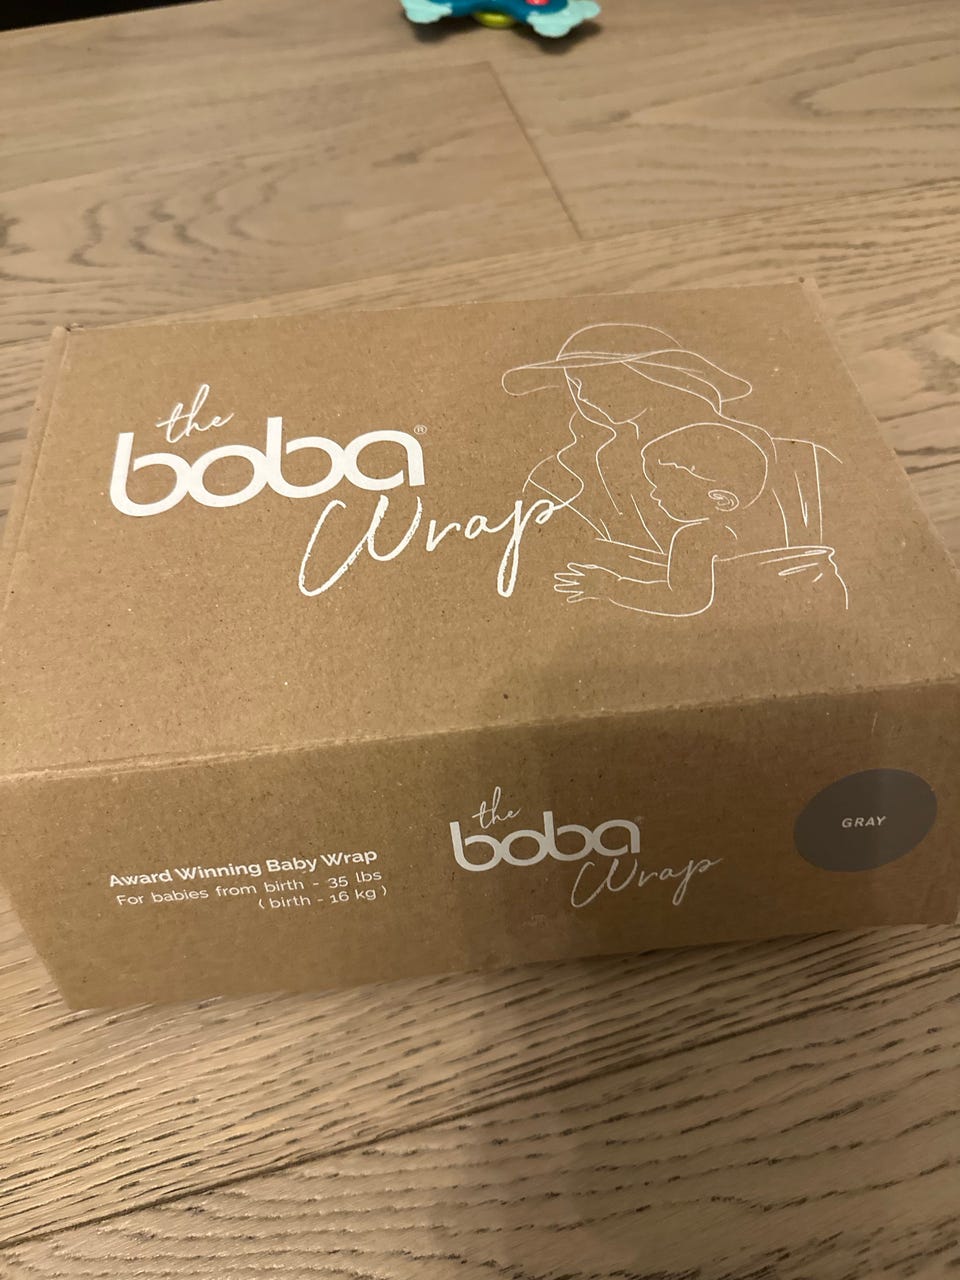 the
boba®
Wrap
Award Winning Baby Wrap
For babies from birth - 35 lbs
( birth - 16 kg )
the
boba®
Wrap
GRAY